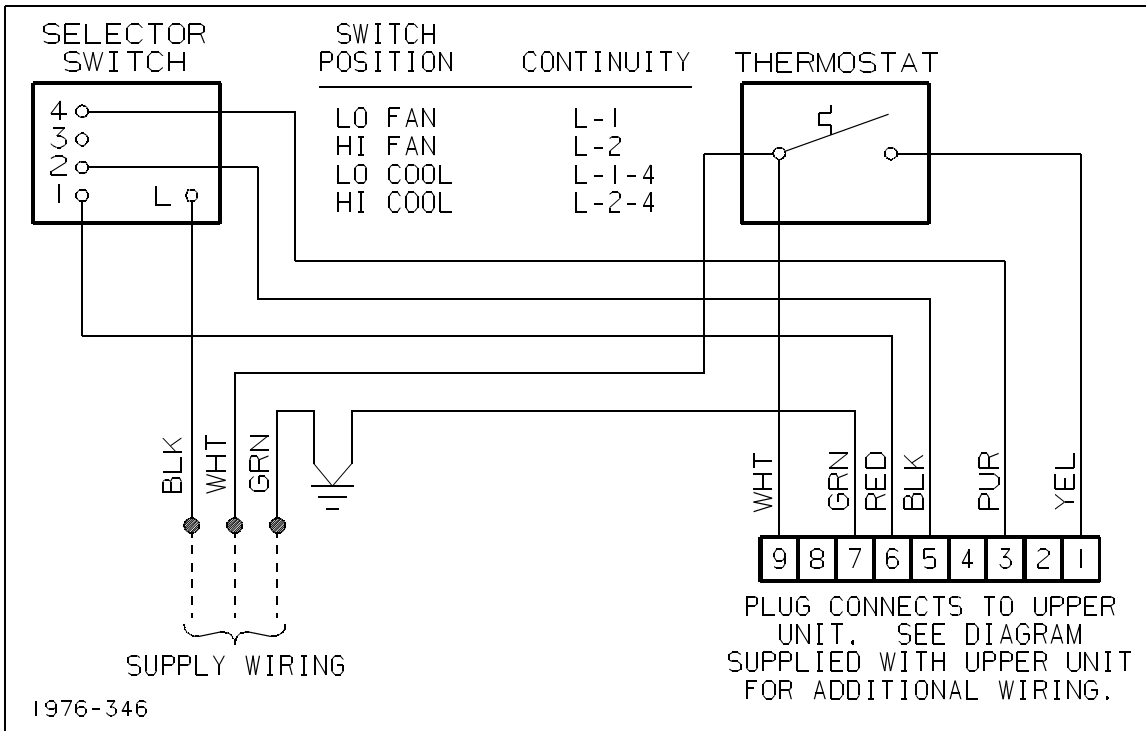 SELECTOR
SWITCH
4
3
2
1
L
SWITCH
POSITION CONTINUITY
LO FAN L-1
HI FAN L-2
LO COOL L-1-4
HI COOL L-2-4
THERMOSTAT
BLK
WHT
GRN
WHT
GRN
RED
BLK
PUR
YEL
9 8 7 6 5 4 3 2 1
SUPPLY WIRING
PLUG CONNECTS TO UPPER
UNIT. SEE DIAGRAM
SUPPLIED WITH UPPER UNIT
FOR ADDITIONAL WIRING.
1976-346